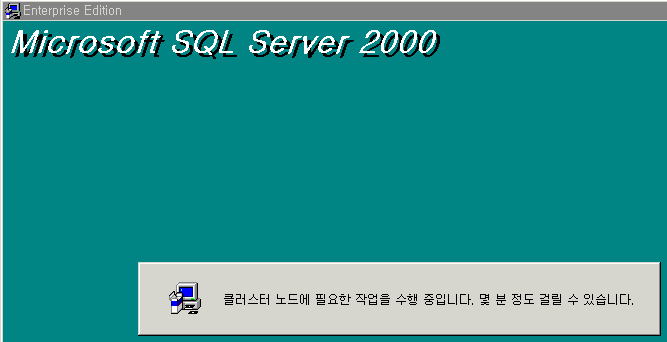 Enterprise Edition
Microsoft SQL Server 2000
클러스터 노드에 필요한 작업을 수행 중입니다. 몇 분 정도 걸릴 수 있습니다.